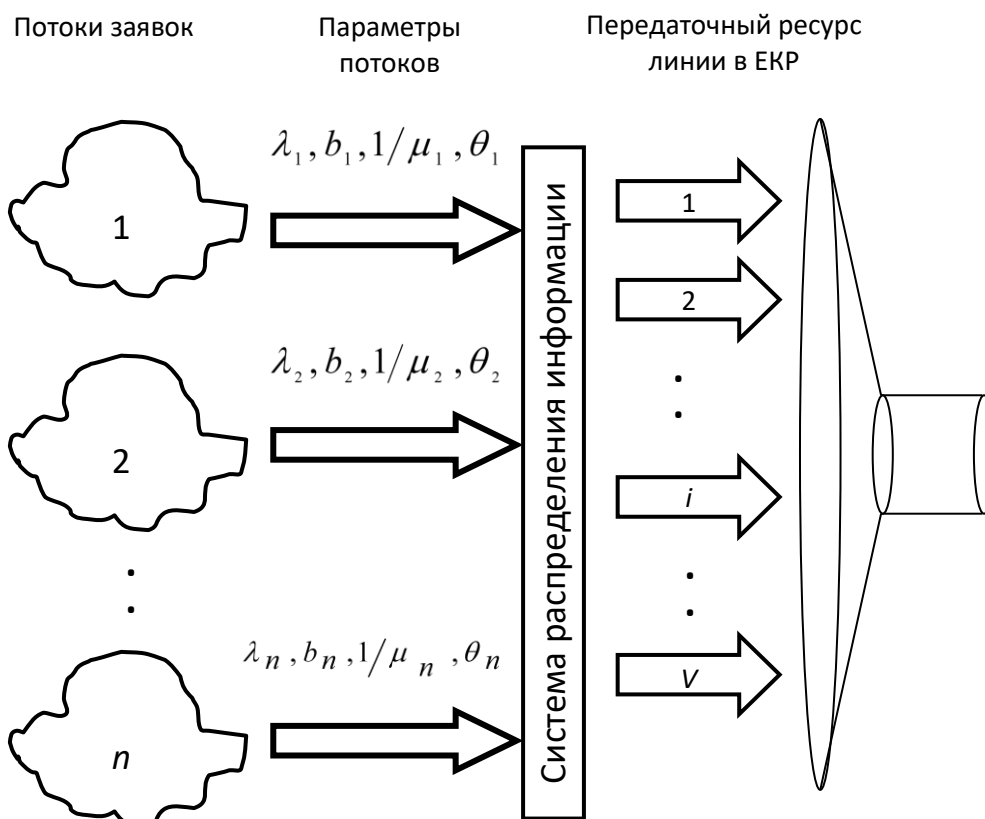 Потоки заявок
Параметры
потоков
Передаточный ресурс
линии в ЕКР
λ₁, b₁, 1/μ₁, θ₁
1
λ₂, b₂, 1/μ₂, θ₂
2
λₙ, bₙ, 1/μₙ, θₙ
n
Система распределения информации
1
2
i
V